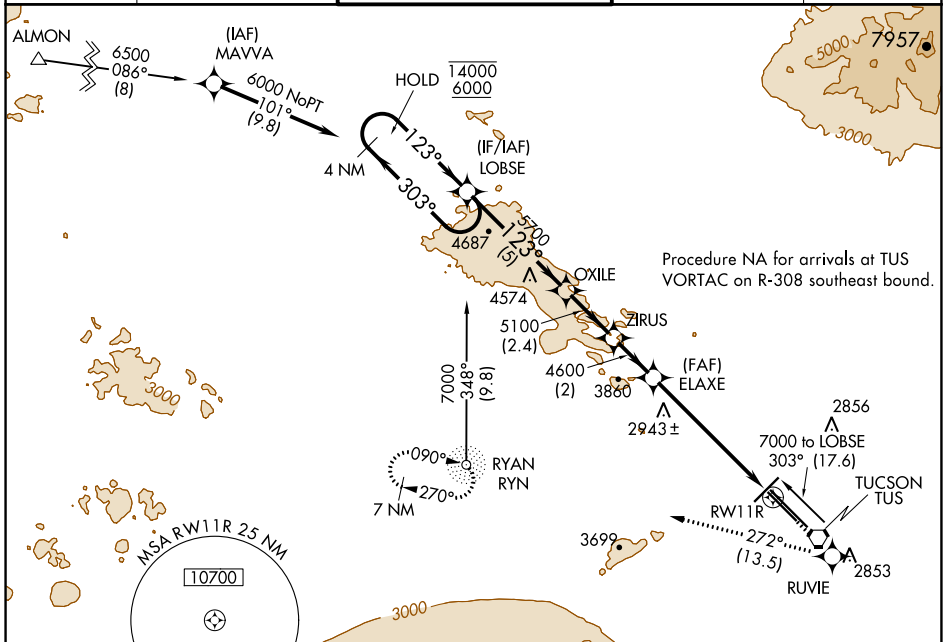 ALMON
6500
086°
(8)
(IAF)
MAVVA
6000 NoPT
101°
(9.8)
HOLD
14000
6000
4 NM
123°
303°
(IF/IAF)
LOBSE
5000
7957
3000
4687
5700
123°
(5)
4574
OXILE
Procedure NA for arrivals at TUS
VORTAC on R-308 southeast bound.
5100
(2.4)
ZIRUS
4600
(2)
3860
(FAF)
ELAXE
2943±
3000
7000
348°
(9.8)
2856
7000 to LOBSE
303° (17.6)
TUCSON
TUS
090°
270°
7 NM
RYAN
RYN
RW11R
3699
272°
(13.5)
2853
RUVIE
MSA RW11R 25 NM
10700
3000